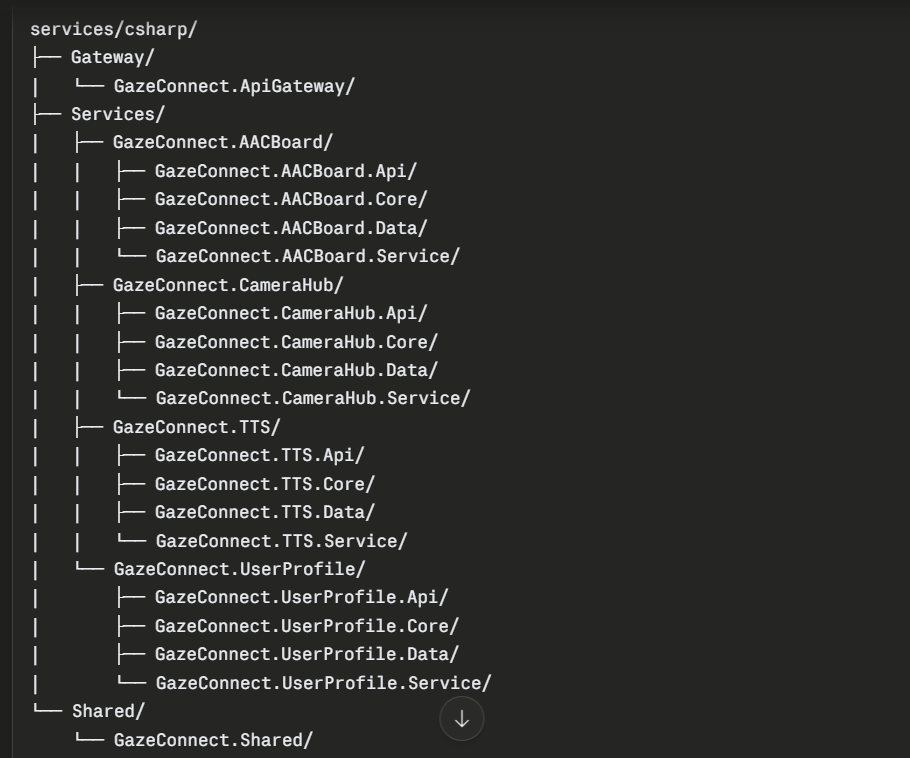 services/csharp/
├── Gateway/
│   └── GazeConnect.ApiGateway/
├── Services/
│   ├── GazeConnect.AACBoard/
│   │   ├── GazeConnect.AACBoard.Api/
│   │   ├── GazeConnect.AACBoard.Core/
│   │   ├── GazeConnect.AACBoard.Data/
│   │   └── GazeConnect.AACBoard.Service/
│   ├── GazeConnect.CameraHub/
│   │   ├── GazeConnect.CameraHub.Api/
│   │   ├── GazeConnect.CameraHub.Core/
│   │   ├── GazeConnect.CameraHub.Data/
│   │   └── GazeConnect.CameraHub.Service/
│   ├── GazeConnect.TTS/
│   │   ├── GazeConnect.TTS.Api/
│   │   ├── GazeConnect.TTS.Core/
│   │   ├── GazeConnect.TTS.Data/
│   │   └── GazeConnect.TTS.Service/
│   └── GazeConnect.UserProfile/
│       ├── GazeConnect.UserProfile.Api/
│       ├── GazeConnect.UserProfile.Core/
│       ├── GazeConnect.UserProfile.Data/
│       └── GazeConnect.UserProfile.Service/
└── Shared/
    └── GazeConnect.Shared/